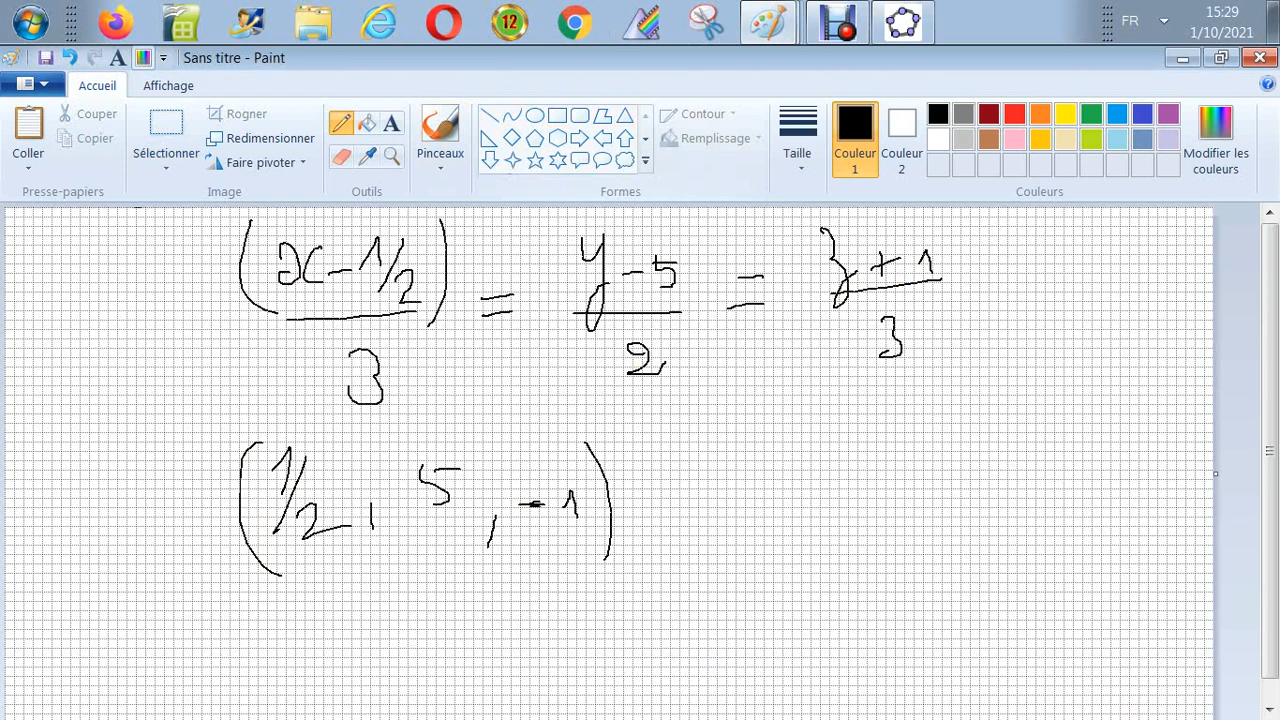 12
FR
15:29
1/10/2021
Sans titre - Paint
Accueil
Affichage
Coller
Couper
Copier
Presse-papiers
Sélectionner
Rogner
Redimensionner
Faire pivoter
Image
A
Outils
Pinceaux
Contour
Remplissage
Formes
Taille
Couleur 1
Couleur 2
Modifier les couleurs
Couleurs
(x - 1/2)/3 = (y - 5)/2 = (z + 1)/3
(1/2, 5, -1)